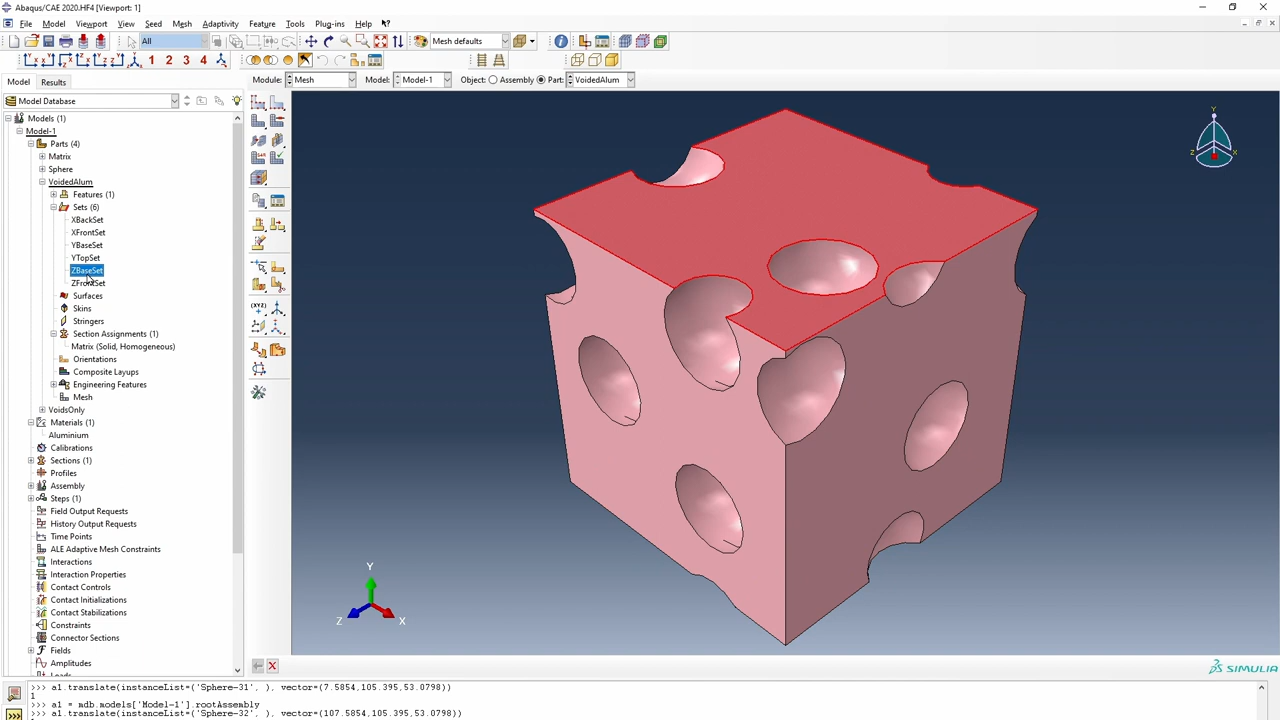 Abaqus/CAE 2020.HF4 [Viewport: 1]
File Model Viewport View Seed Mesh Adaptivity Feature Tools Plug-ins Help
All Mesh defaults
1 2 3 4
Model Results Module: Mesh Model: Model-1 Object: Assembly Part: VoidedAlum
Model Database
Models (1)
Model-1
Parts (4)
Matrix
Sphere
VoidedAlum
Features (1)
Sets (6)
XBackSet
XFrontSet
YBaseSet
YTopSet
ZBaseSet
ZFrontSet
Surfaces
Skins
Stringers
Section Assignments (1)
Matrix (Solid, Homogeneous)
Orientations
Composite Layups
Engineering Features
Mesh
VoidsOnly
Materials (1)
Aluminium
Calibrations
Sections (1)
Profiles
Assembly
Steps (1)
Field Output Requests
History Output Requests
Time Points
ALE Adaptive Mesh Constraints
Interactions
Interaction Properties
Contact Controls
Contact Initializations
Contact Stabilizations
Constraints
Connector Sections
Fields
Amplitudes
Loads
Y
Z X
Y
Z X
SIMULIA
>>> a1.translate(instanceList=('Sphere-31', ), vector=(7.5854,105.395,53.0798))
1
>>> a1 = mdb.models['Model-1'].rootAssembly
>>> a1.translate(instanceList=('Sphere-32', ), vector=(107.5854,105.395,53.0798))